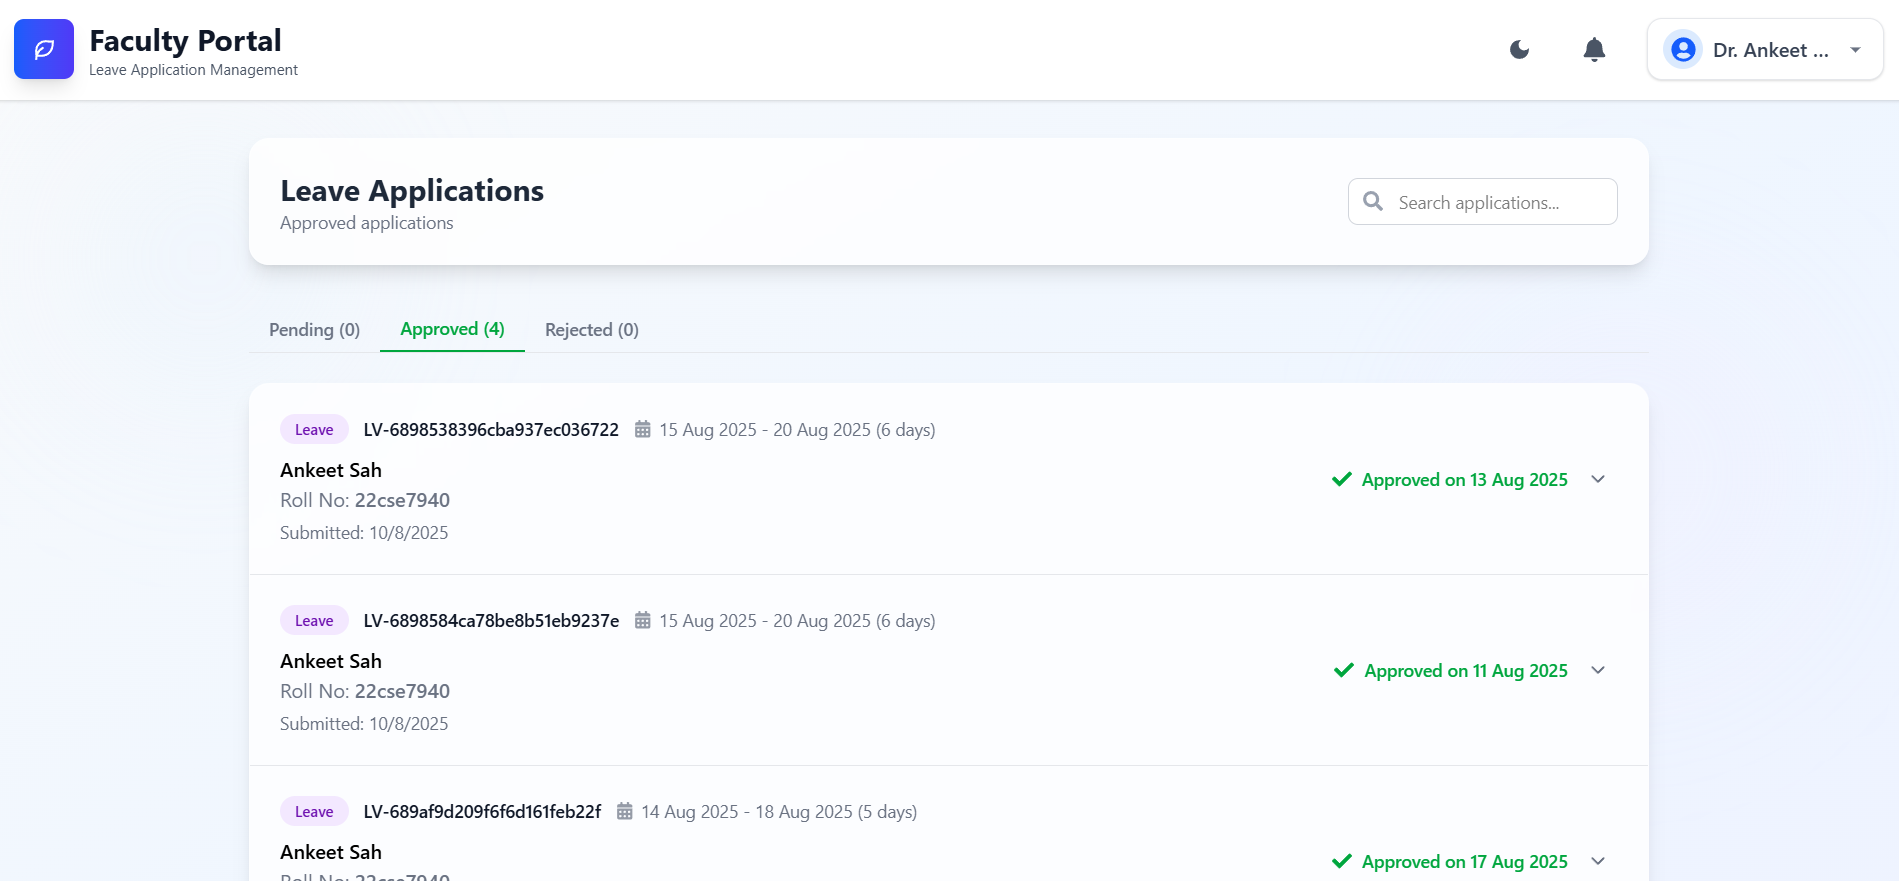 Faculty Portal
Leave Application Management
Dr. Ankeet ...
Leave Applications
Approved applications
Search applications...
Pending (0)
Approved (4)
Rejected (0)
Leave LV-6898538396cba937ec036722 15 Aug 2025 - 20 Aug 2025 (6 days)
Ankeet Sah
Roll No: 22cse7940
Submitted: 10/8/2025
Approved on 13 Aug 2025
Leave LV-6898584ca78be8b51eb9237e 15 Aug 2025 - 20 Aug 2025 (6 days)
Ankeet Sah
Roll No: 22cse7940
Submitted: 10/8/2025
Approved on 11 Aug 2025
Leave LV-689af9d209f6f6d161feb22f 14 Aug 2025 - 18 Aug 2025 (5 days)
Ankeet Sah
Roll No: 22cse7940
Approved on 17 Aug 2025